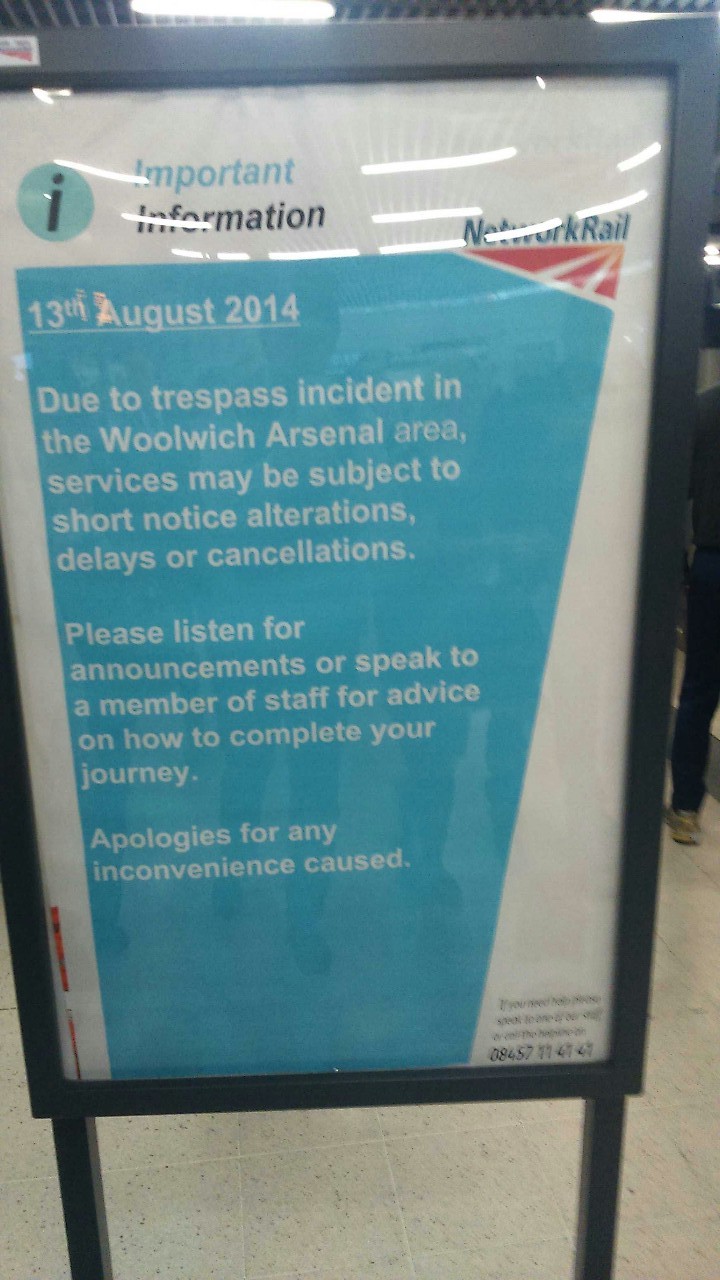 Important
Information
NetworkRail
13th August 2014
Due to trespass incident in
the Woolwich Arsenal area,
services may be subject to
short notice alterations,
delays or cancellations.
Please listen for
announcements or speak to
a member of staff for advice
on how to complete your
journey.
Apologies for any
inconvenience caused.
If you need help please
speak to one of our staff
or call the helpline on
08457 11 41 41